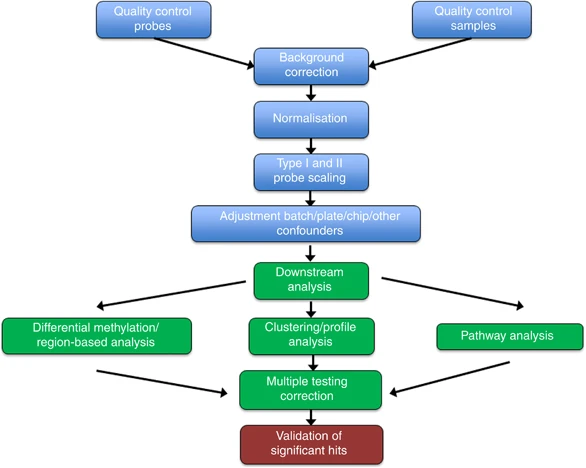 Quality control
probes
Quality control
samples
Background
correction
Normalisation
Type I and II
probe scaling
Adjustment batch/plate/chip/other
confounders
Downstream
analysis
Differential methylation/
region-based analysis
Clustering/profile
analysis
Pathway analysis
Multiple testing
correction
Validation of
significant hits